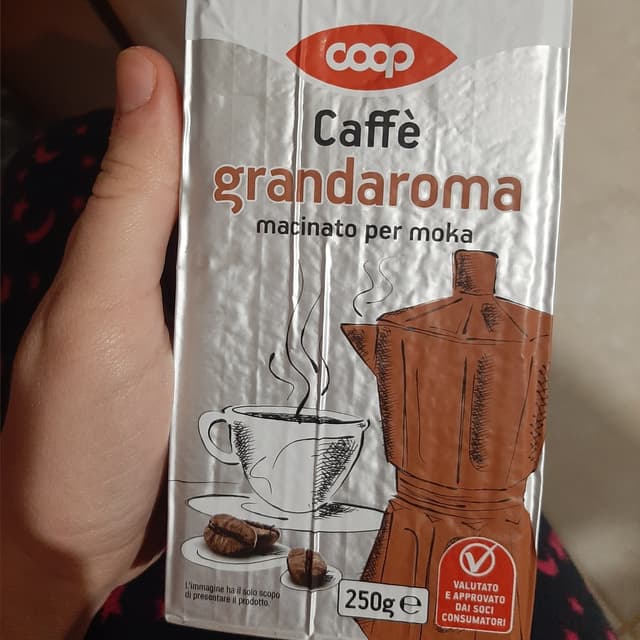 coop
Caffè
grandaroma
macinato per moka
L'immagine ha il solo scopo
di presentare il prodotto.
250g e
VALUTATO
E APPROVATO
DAI SOCI
CONSUMATORI